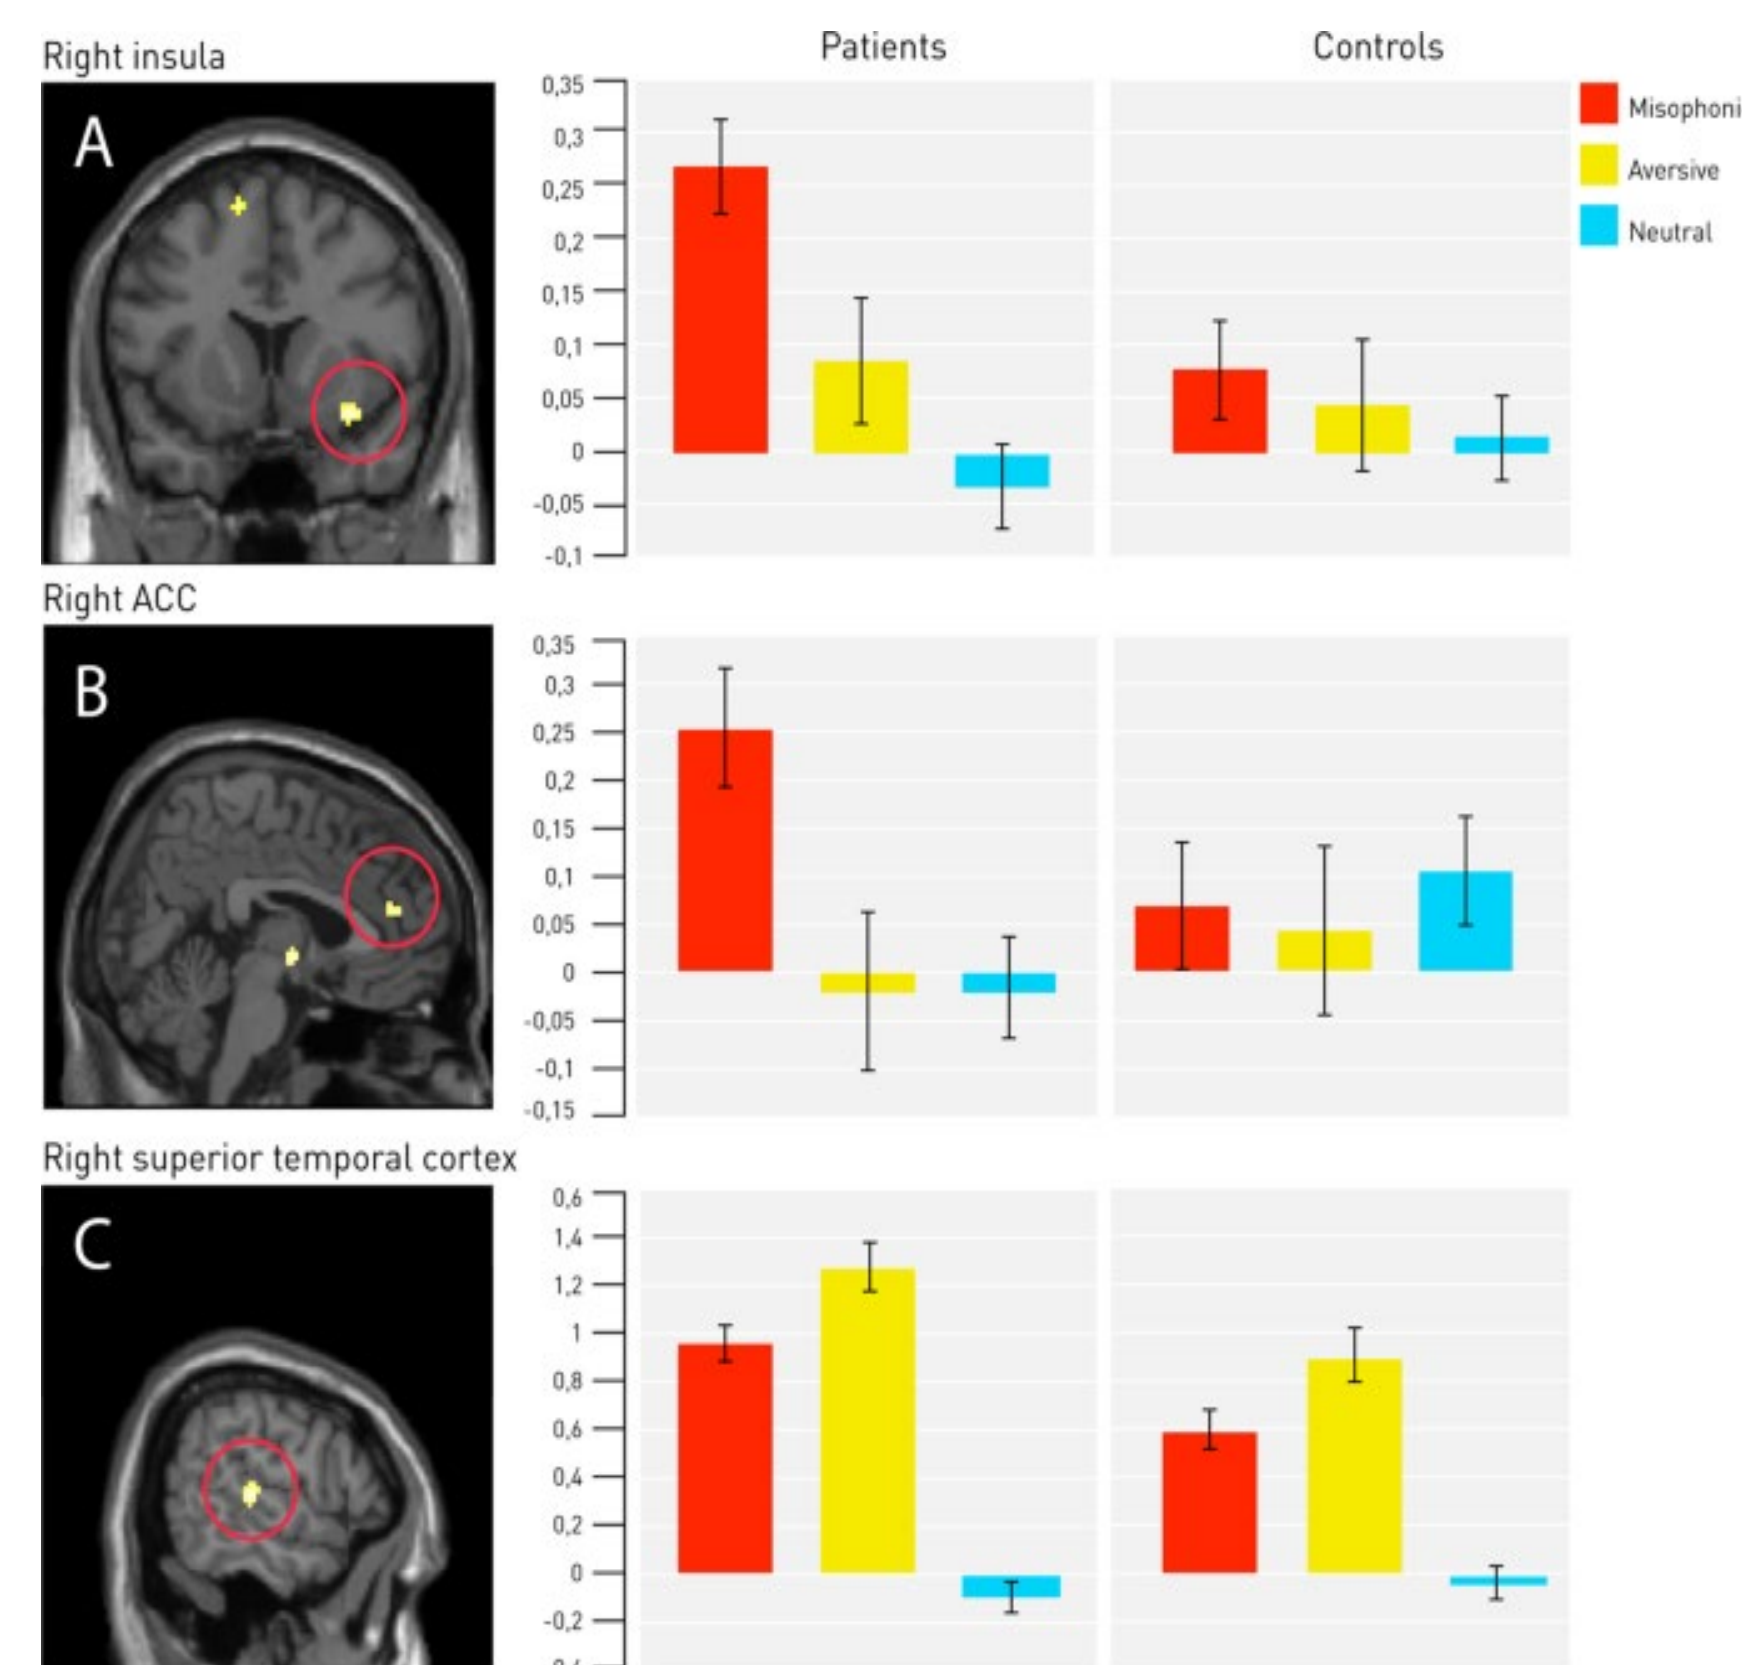 Right insula
Patients
Controls
A
0,35
0,3
0,25
0,2
0,15
0,1
0,05
0
-0,05
-0,1
Misophoni
Aversive
Neutral
Right ACC
B
0,35
0,3
0,25
0,2
0,15
0,1
0,05
0
-0,05
-0,1
-0,15
Right superior temporal cortex
C
0,6
1,4
1,2
1
0,8
0,6
0,4
0,2
0
-0,2